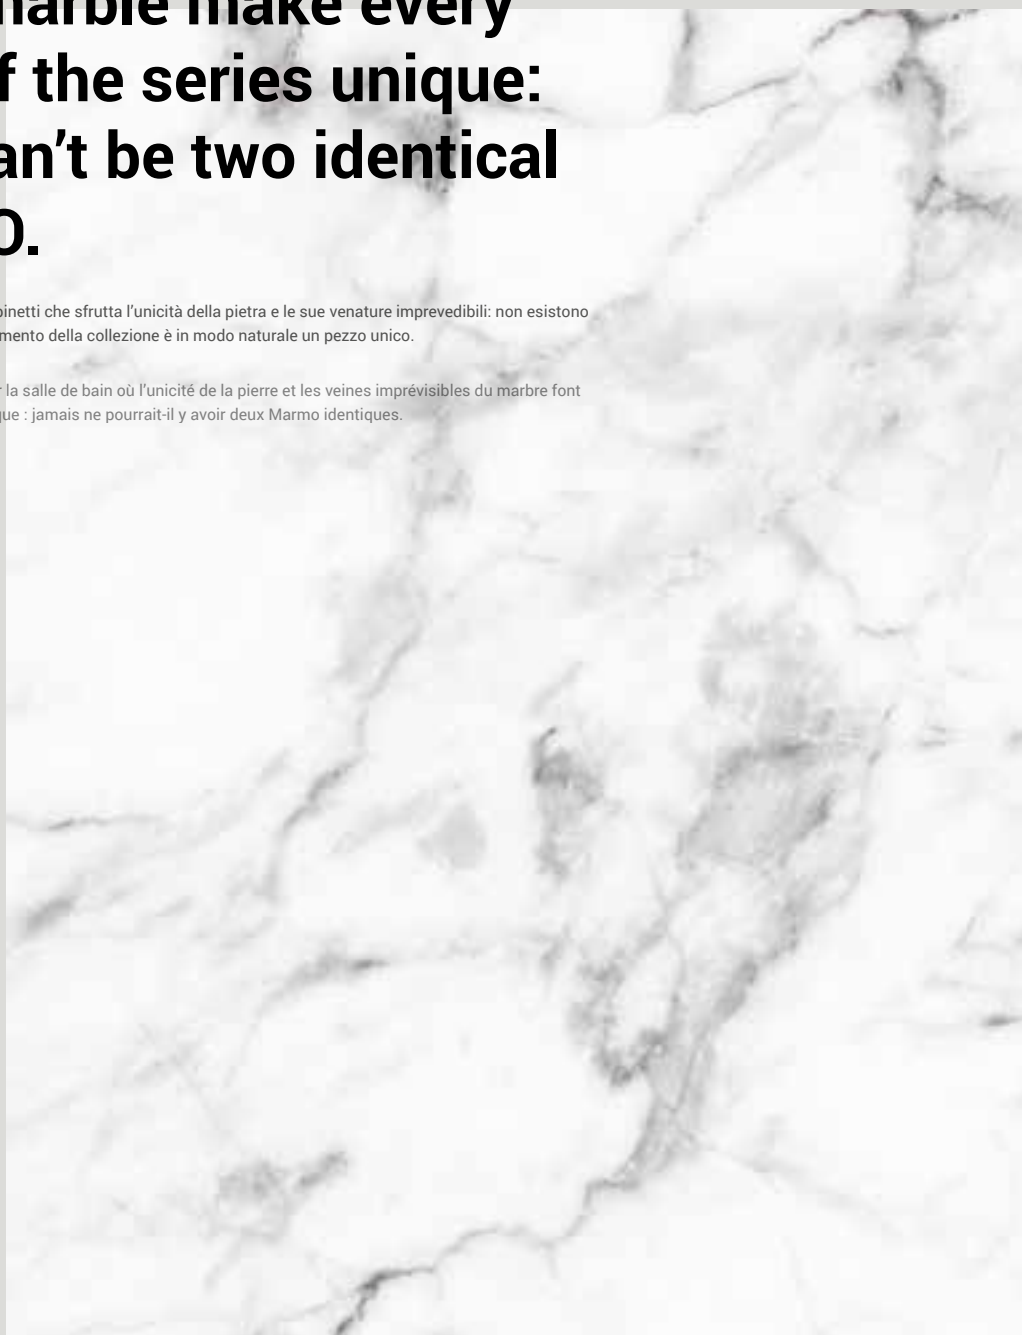 marble make every
f the series unique:
an’t be two identical
O.
binetti che sfrutta l’unicità della pietra e le sue venature imprevedibili: non esistono
mento della collezione è in modo naturale un pezzo unico.
r la salle de bain où l’unicité de la pierre et les veines imprévisibles du marbre font
que : jamais ne pourrait-il y avoir deux Marmo identiques.